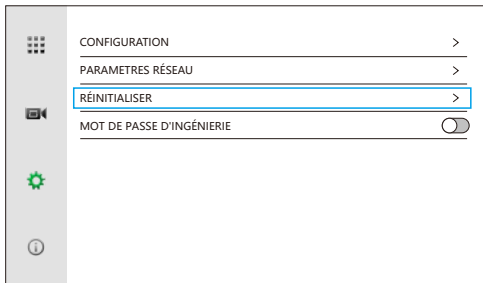 CONFIGURATION
PARAMETRES RÉSEAU
RÉINITIALISER
MOT DE PASSE D'INGÉNIERIE